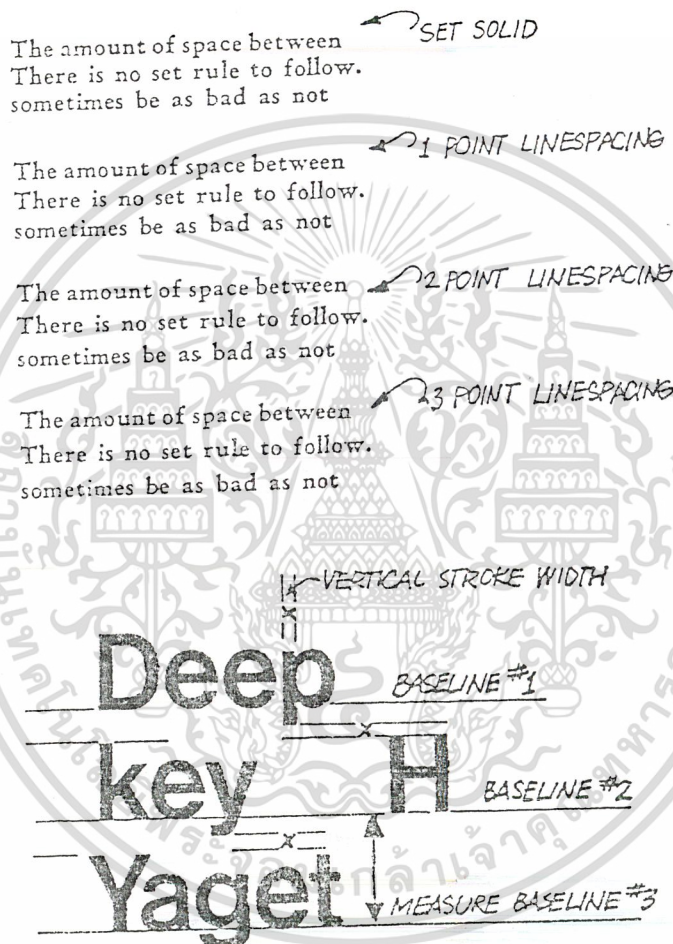 SET SOLID
The amount of space between
There is no set rule to follow.
sometimes be as bad as not
1 POINT LINESPACING
The amount of space between
There is no set rule to follow.
sometimes be as bad as not
2 POINT LINESPACING
The amount of space between
There is no set rule to follow.
sometimes be as bad as not
3 POINT LINESPACING
The amount of space between
There is no set rule to follow.
sometimes be as bad as not
VERTICAL STROKE WIDTH
x
Deep BASELINE #1
x
key H BASELINE #2
x
Yaget MEASURE BASELINE #3